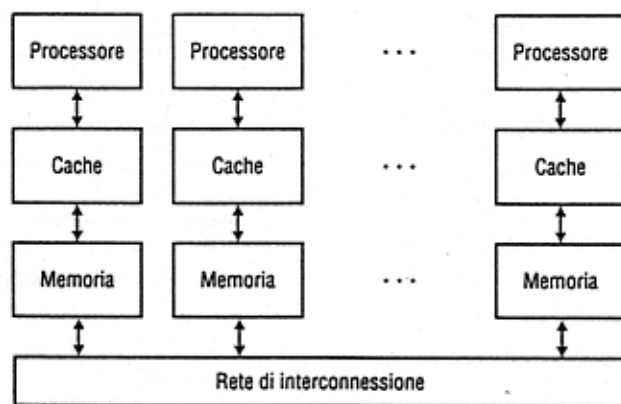 Processore Processore ... Processore
Cache Cache ... Cache
Memoria Memoria ... Memoria
Rete di interconnessione